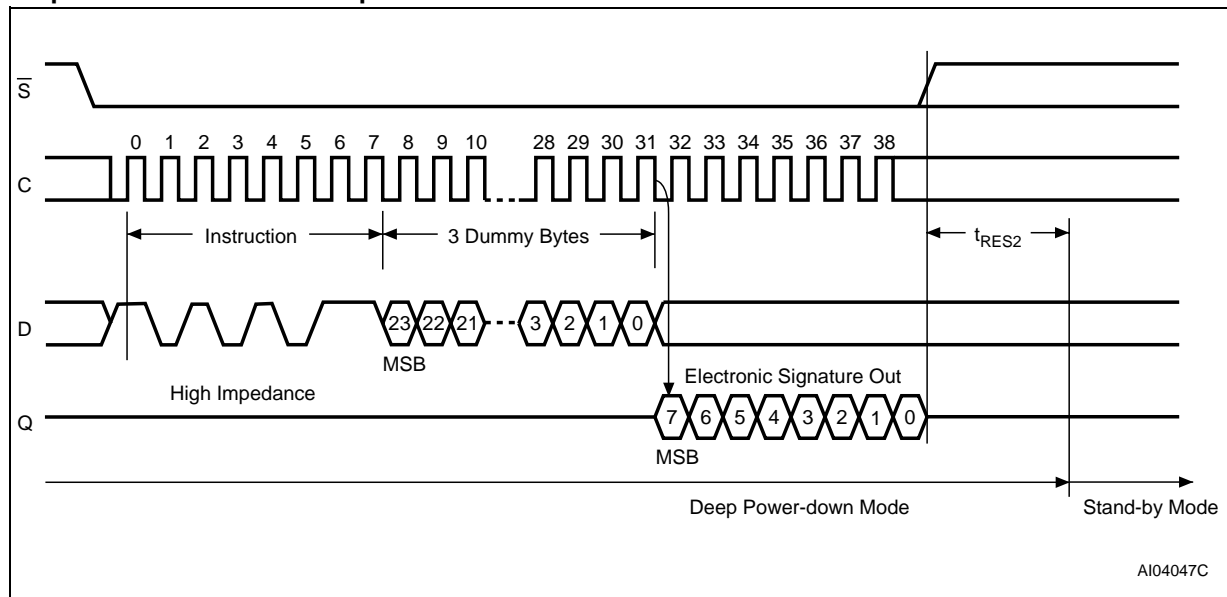 S
0 1 2 3 4 5 6 7 8 9 10 28 29 30 31 32 33 34 35 36 37 38
C
Instruction 3 Dummy Bytes tRES2
D 23 22 21 3 2 1 0
MSB
High Impedance Electronic Signature Out
Q 7 6 5 4 3 2 1 0
MSB
Deep Power-down Mode Stand-by Mode
AI04047C